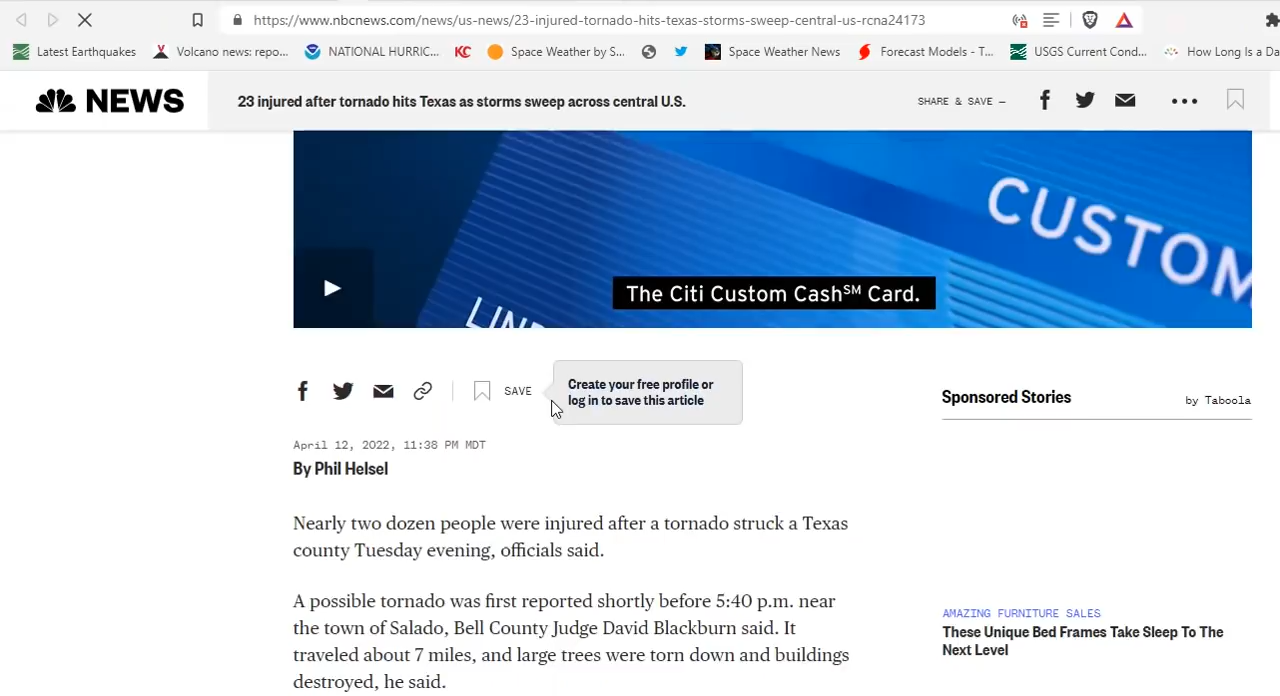 https://www.nbcnews.com/news/us-news/23-injured-tornado-hits-texas-storms-sweep-central-us-rcna24173
Latest Earthquakes
Volcano news: repo...
NATIONAL HURRIC...
KC
Space Weather by S...
Space Weather News
Forecast Models - T...
USGS Current Cond...
How Long Is a Da
NEWS
23 injured after tornado hits Texas as storms sweep across central U.S.
SHARE & SAVE —
CUSTOM
The Citi Custom Cash℠ Card.
LIN
SAVE
Create your free profile or
log in to save this article
Sponsored Stories
by Taboola
April 12, 2022, 11:38 PM MDT
By Phil Helsel
Nearly two dozen people were injured after a tornado struck a Texas
county Tuesday evening, officials said.
A possible tornado was first reported shortly before 5:40 p.m. near
the town of Salado, Bell County Judge David Blackburn said. It
traveled about 7 miles, and large trees were torn down and buildings
destroyed, he said.
AMAZING FURNITURE SALES
These Unique Bed Frames Take Sleep To The
Next Level